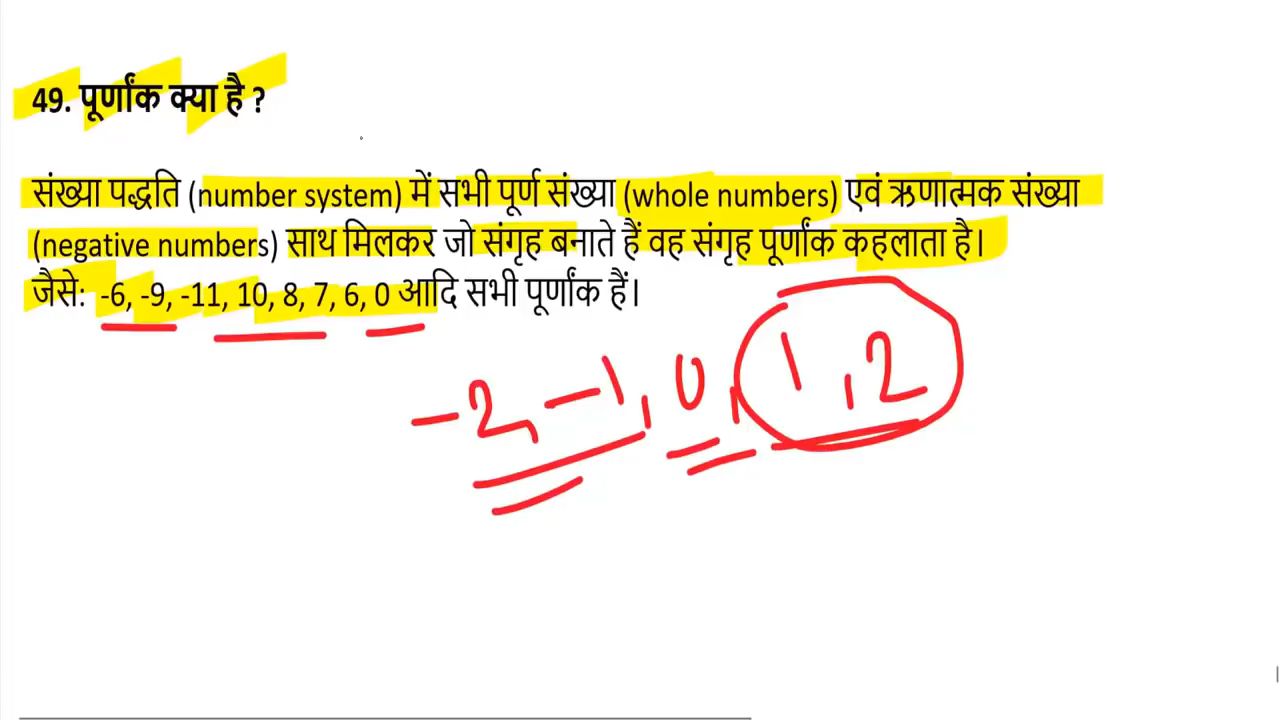 49. पूर्णांक क्या है ?
संख्या पद्धति (number system) में सभी पूर्ण संख्या (whole numbers) एवं ऋणात्मक संख्या
(negative numbers) साथ मिलकर जो संगृह बनाते हैं वह संगृह पूर्णांक कहलाता है।
जैसे: -6, -9, -11, 10, 8, 7, 6, 0 आदि सभी पूर्णांक हैं।
-2, -1, 0, 1, 2